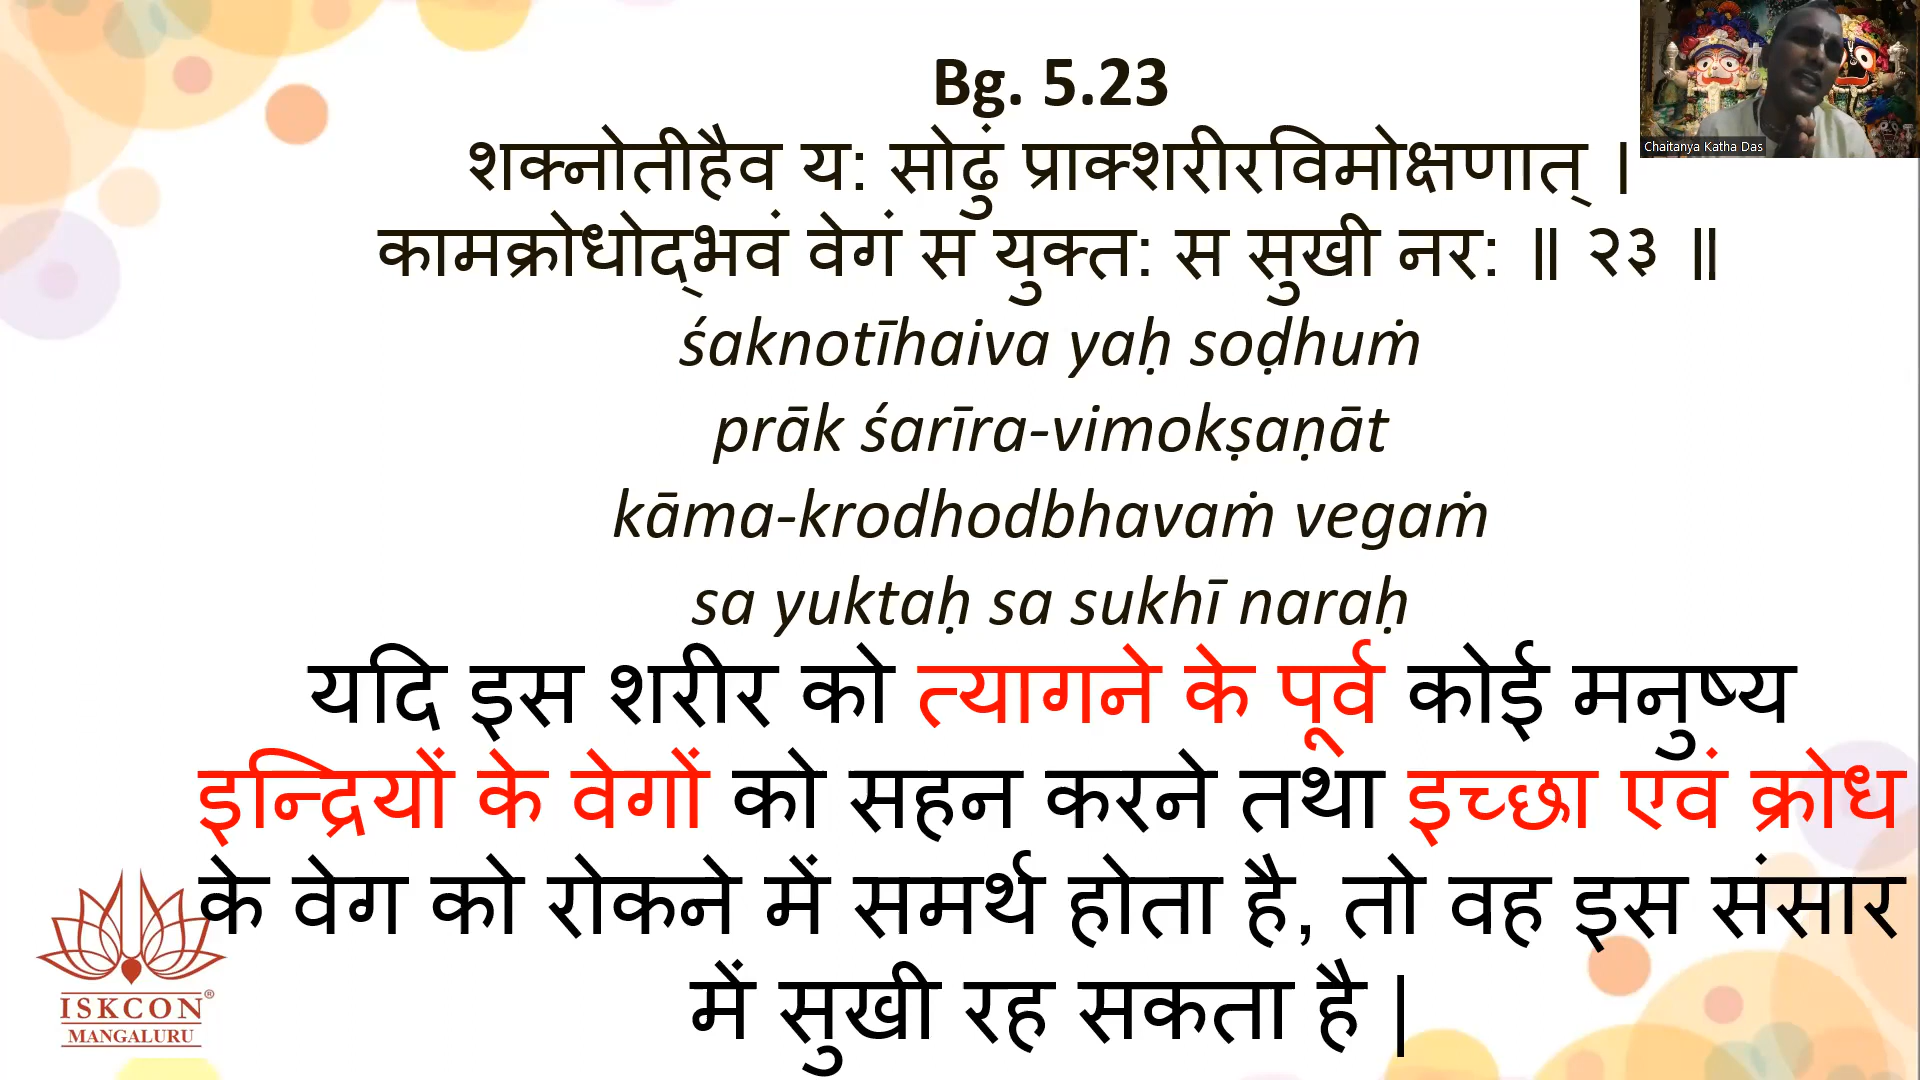 Bg. 5.23
शक्नोतीहैव य: सोढुं प्राक्शरीरविमोक्षणात् ।
कामक्रोधोद्‍भवं वेगं स युक्त: स सुखी नर: ॥ २३ ॥
śaknotīhaiva yaḥ soḍhuṁ
prāk śarīra-vimokṣaṇāt
kāma-krodhodbhavaṁ vegaṁ
sa yuktaḥ sa sukhī naraḥ
यदि इस शरीर को त्यागने के पूर्व कोई मनुष्य
इन्द्रियों के वेगों को सहन करने तथा इच्छा एवं क्रोध
के वेग को रोकने में समर्थ होता है, तो वह इस संसार
में सुखी रह सकता है |
Chaitanya Katha Das
ISKCON®
MANGALURU